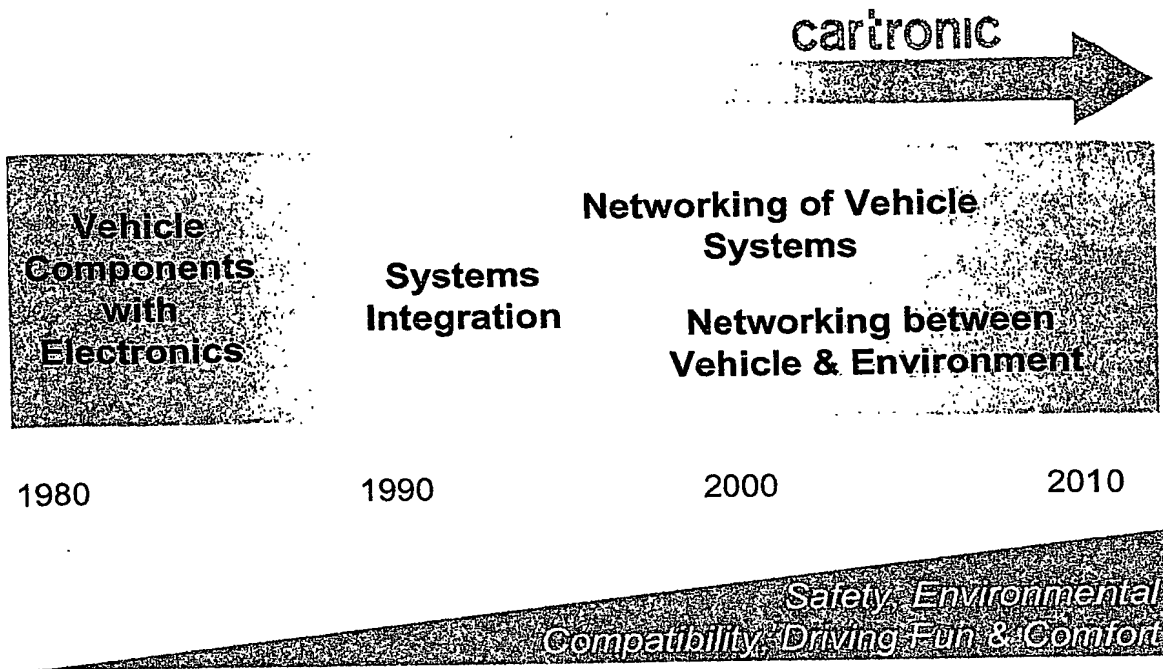 cartronic
Vehicle
Components
with
Electronics
Systems
Integration
Networking of Vehicle
Systems
Networking between
Vehicle & Environment
1980
1990
2000
2010
Safety, Environmental
Compatibility, Driving Fun & Comfort